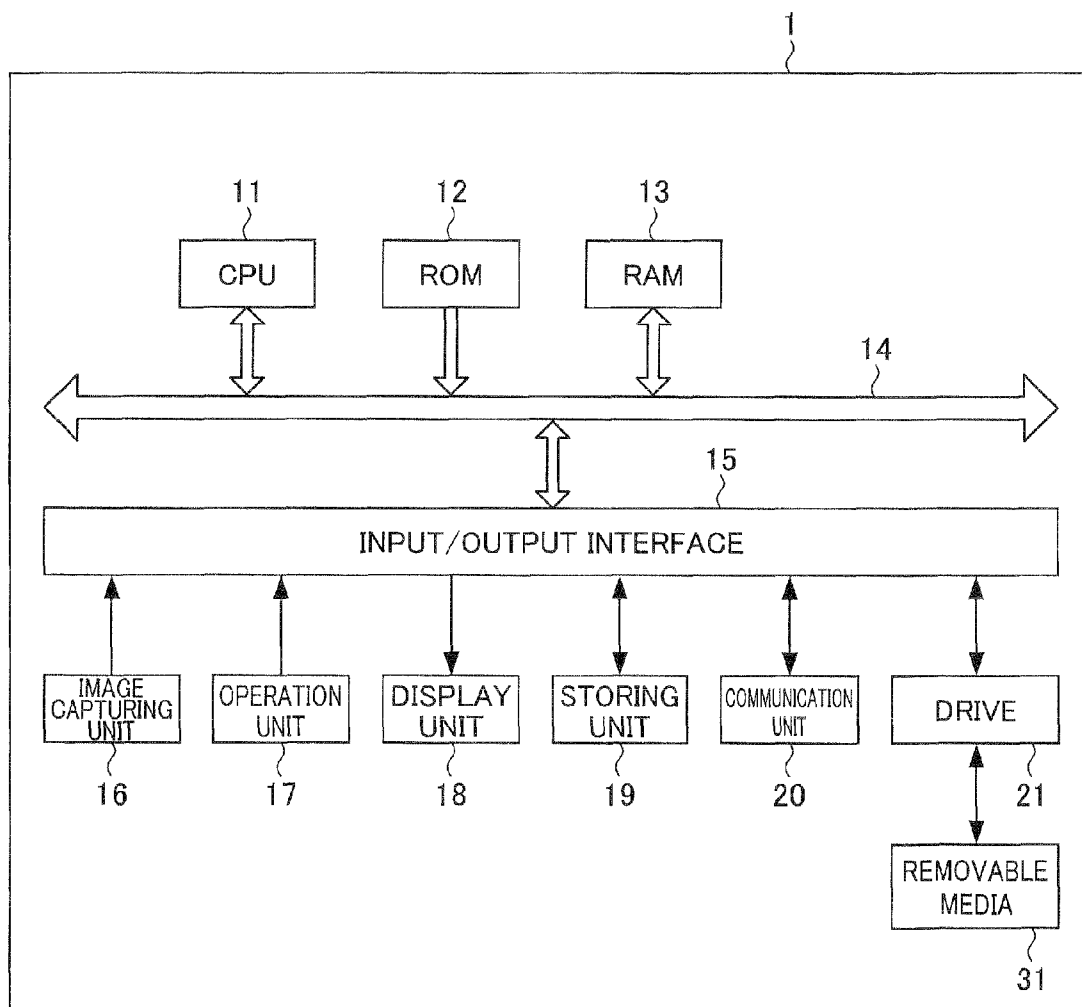 1
11
12
13
CPU
ROM
RAM
14
15
INPUT/OUTPUT INTERFACE
IMAGE
CAPTURING
UNIT
OPERATION
UNIT
DISPLAY
UNIT
STORING
UNIT
COMMUNICATION
UNIT
DRIVE
16
17
18
19
20
21
REMOVABLE
MEDIA
31